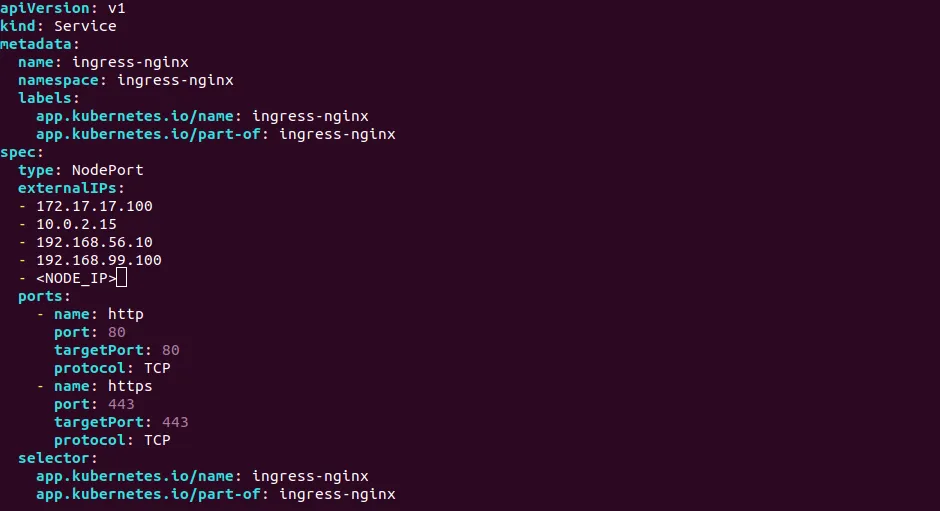 apiVersion: v1
kind: Service
metadata:
  name: ingress-nginx
  namespace: ingress-nginx
  labels:
    app.kubernetes.io/name: ingress-nginx
    app.kubernetes.io/part-of: ingress-nginx
spec:
  type: NodePort
  externalIPs:
  - 172.17.17.100
  - 10.0.2.15
  - 192.168.56.10
  - 192.168.99.100
  - <NODE_IP>
  ports:
    - name: http
      port: 80
      targetPort: 80
      protocol: TCP
    - name: https
      port: 443
      targetPort: 443
      protocol: TCP
  selector:
    app.kubernetes.io/name: ingress-nginx
    app.kubernetes.io/part-of: ingress-nginx